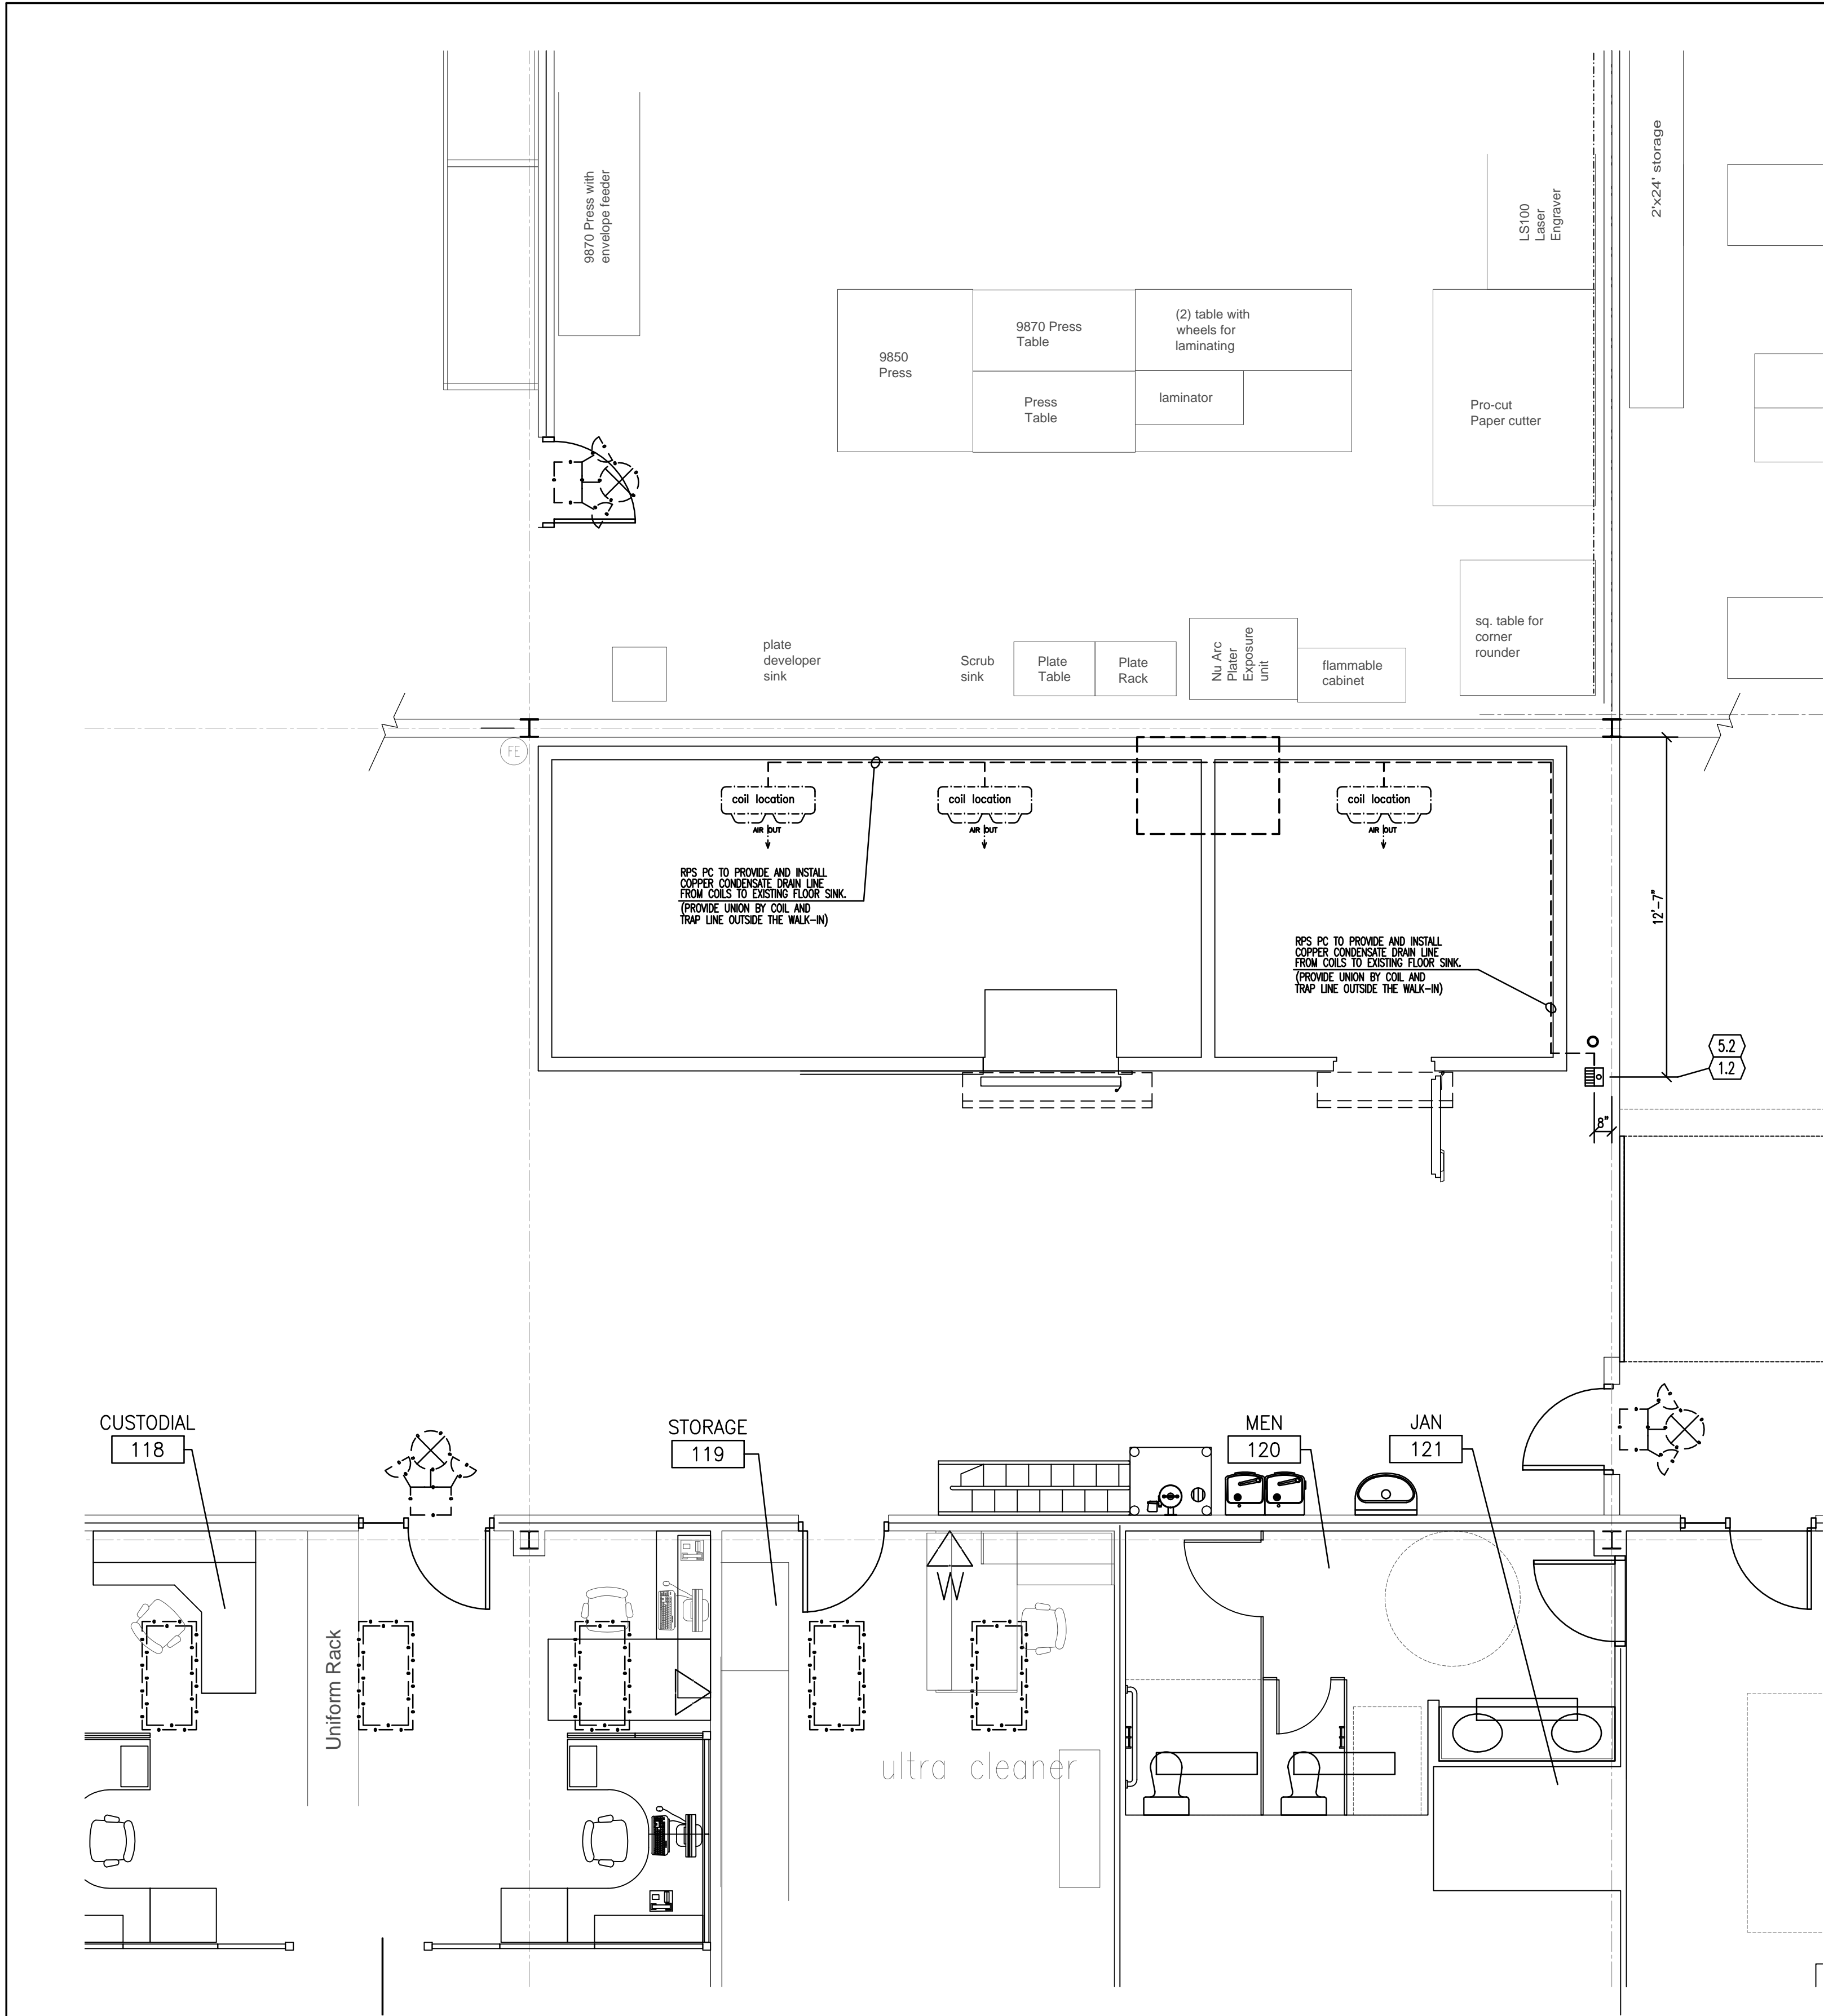 9870 Press with
envelope feeder
LS100
Laser
Engraver
2'x24' storage
9850
Press
9870 Press
Table
(2) table with
wheels for
laminating
Press
Table
laminator
Pro-cut
Paper cutter
plate
developer
sink
Scrub
sink
Plate
Table
Plate
Rack
Nu Arc
Plater
Exposure
unit
flammable
cabinet
sq. table for
corner
rounder
FE
coil location
AIR OUT
coil location
AIR OUT
coil location
AIR OUT
RPS PC TO PROVIDE AND INSTALL
COPPER CONDENSATE DRAIN LINE
FROM COILS TO EXISTING FLOOR SINK.
(PROVIDE UNION BY COIL AND
TRAP LINE OUTSIDE THE WALK-IN)
RPS PC TO PROVIDE AND INSTALL
COPPER CONDENSATE DRAIN LINE
FROM COILS TO EXISTING FLOOR SINK.
(PROVIDE UNION BY COIL AND
TRAP LINE OUTSIDE THE WALK-IN)
12'-7"
5.2
1.2
8"
CUSTODIAL
118
STORAGE
119
MEN
120
JAN
121
W
Uniform Rack
ultra cleaner